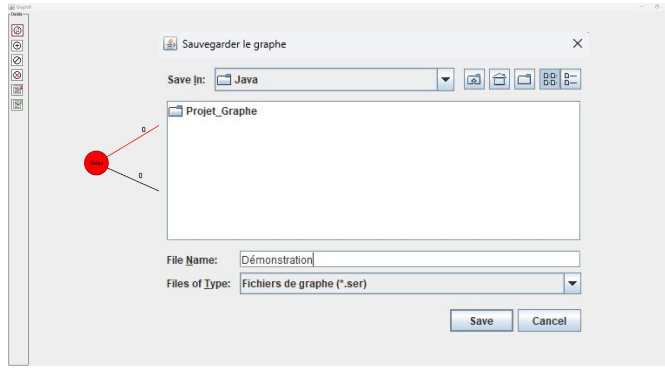 Outils
Sauvegarder le graphe
Save In: Java
Projet_Graphe
0
0
File Name: Démonstration
Files of Type: Fichiers de graphe (*.ser)
Save Cancel